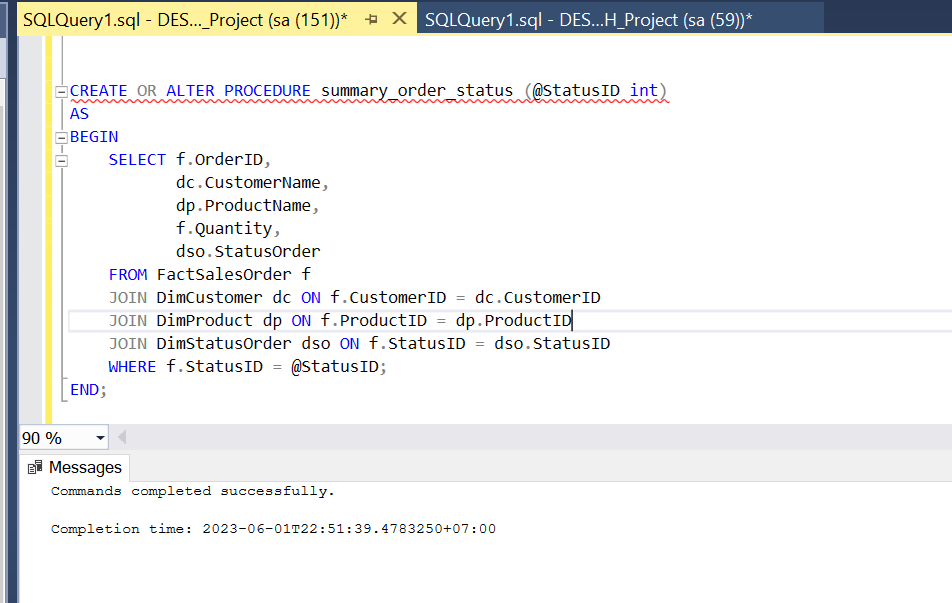 SQLQuery1.sql - DES..._Project (sa (151))* SQLQuery1.sql - DES...H_Project (sa (59))*
CREATE OR ALTER PROCEDURE summary_order_status (@StatusID int)
AS
BEGIN
SELECT f.OrderID,
dc.CustomerName,
dp.ProductName,
f.Quantity,
dso.StatusOrder
FROM FactSalesOrder f
JOIN DimCustomer dc ON f.CustomerID = dc.CustomerID
JOIN DimProduct dp ON f.ProductID = dp.ProductID
JOIN DimStatusOrder dso ON f.StatusID = dso.StatusID
WHERE f.StatusID = @StatusID;
END;
90 %
Messages
Commands completed successfully.
Completion time: 2023-06-01T22:51:39.4783250+07:00